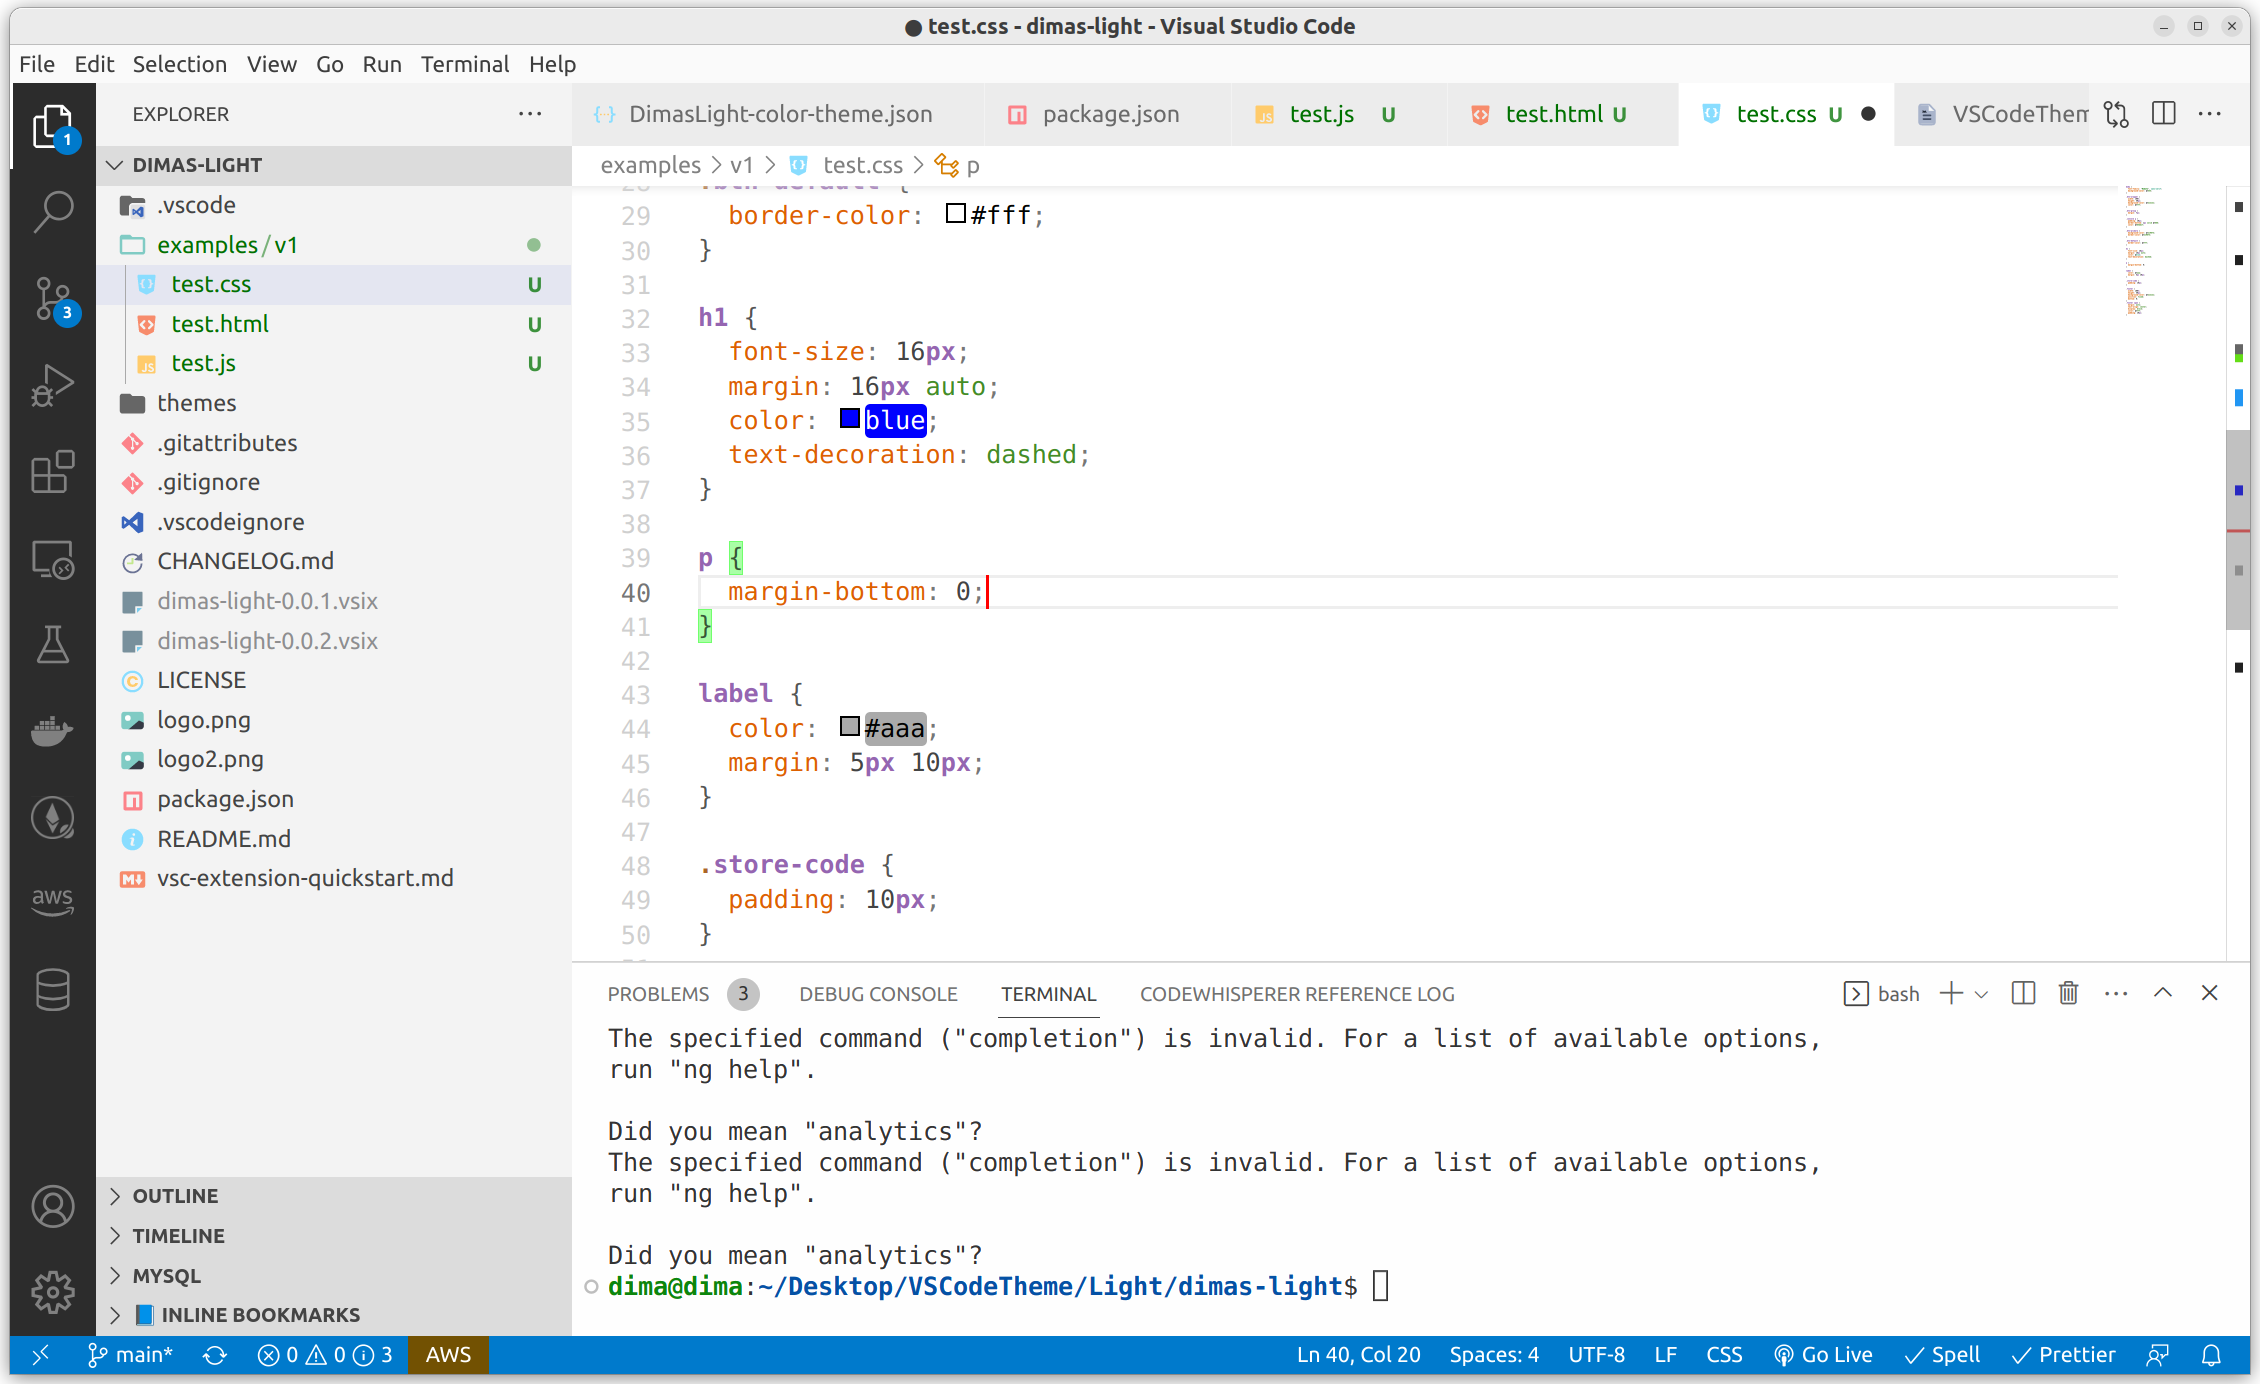 ● test.css - dimas-light - Visual Studio Code
File Edit Selection View Go Run Terminal Help
1
3
aws
EXPLORER
DIMAS-LIGHT
.vscode
examples/v1
test.css U
test.html U
test.js U
themes
.gitattributes
.gitignore
.vscodeignore
CHANGELOG.md
dimas-light-0.0.1.vsix
dimas-light-0.0.2.vsix
LICENSE
logo.png
logo2.png
package.json
README.md
vsc-extension-quickstart.md
OUTLINE
TIMELINE
MYSQL
INLINE BOOKMARKS
DimasLight-color-theme.json package.json JS test.js U test.html U test.css U ● VSCodeThem
examples > v1 > test.css > p
28 .btn-default {
29 border-color: #fff;
30 }
31
32 h1 {
33 font-size: 16px;
34 margin: 16px auto;
35 color: blue;
36 text-decoration: dashed;
37 }
38
39 p {
40 margin-bottom: 0;
41 }
42
43 label {
44 color: #aaa;
45 margin: 5px 10px;
46 }
47
48 .store-code {
49 padding: 10px;
50 }
PROBLEMS 3 DEBUG CONSOLE TERMINAL CODEWHISPERER REFERENCE LOG bash
The specified command ("completion") is invalid. For a list of available options,
run "ng help".
Did you mean "analytics"?
The specified command ("completion") is invalid. For a list of available options,
run "ng help".
Did you mean "analytics"?
dima@dima:~/Desktop/VSCodeTheme/Light/dimas-light$
main* 0 0 3 AWS Ln 40, Col 20 Spaces: 4 UTF-8 LF CSS Go Live Spell Prettier